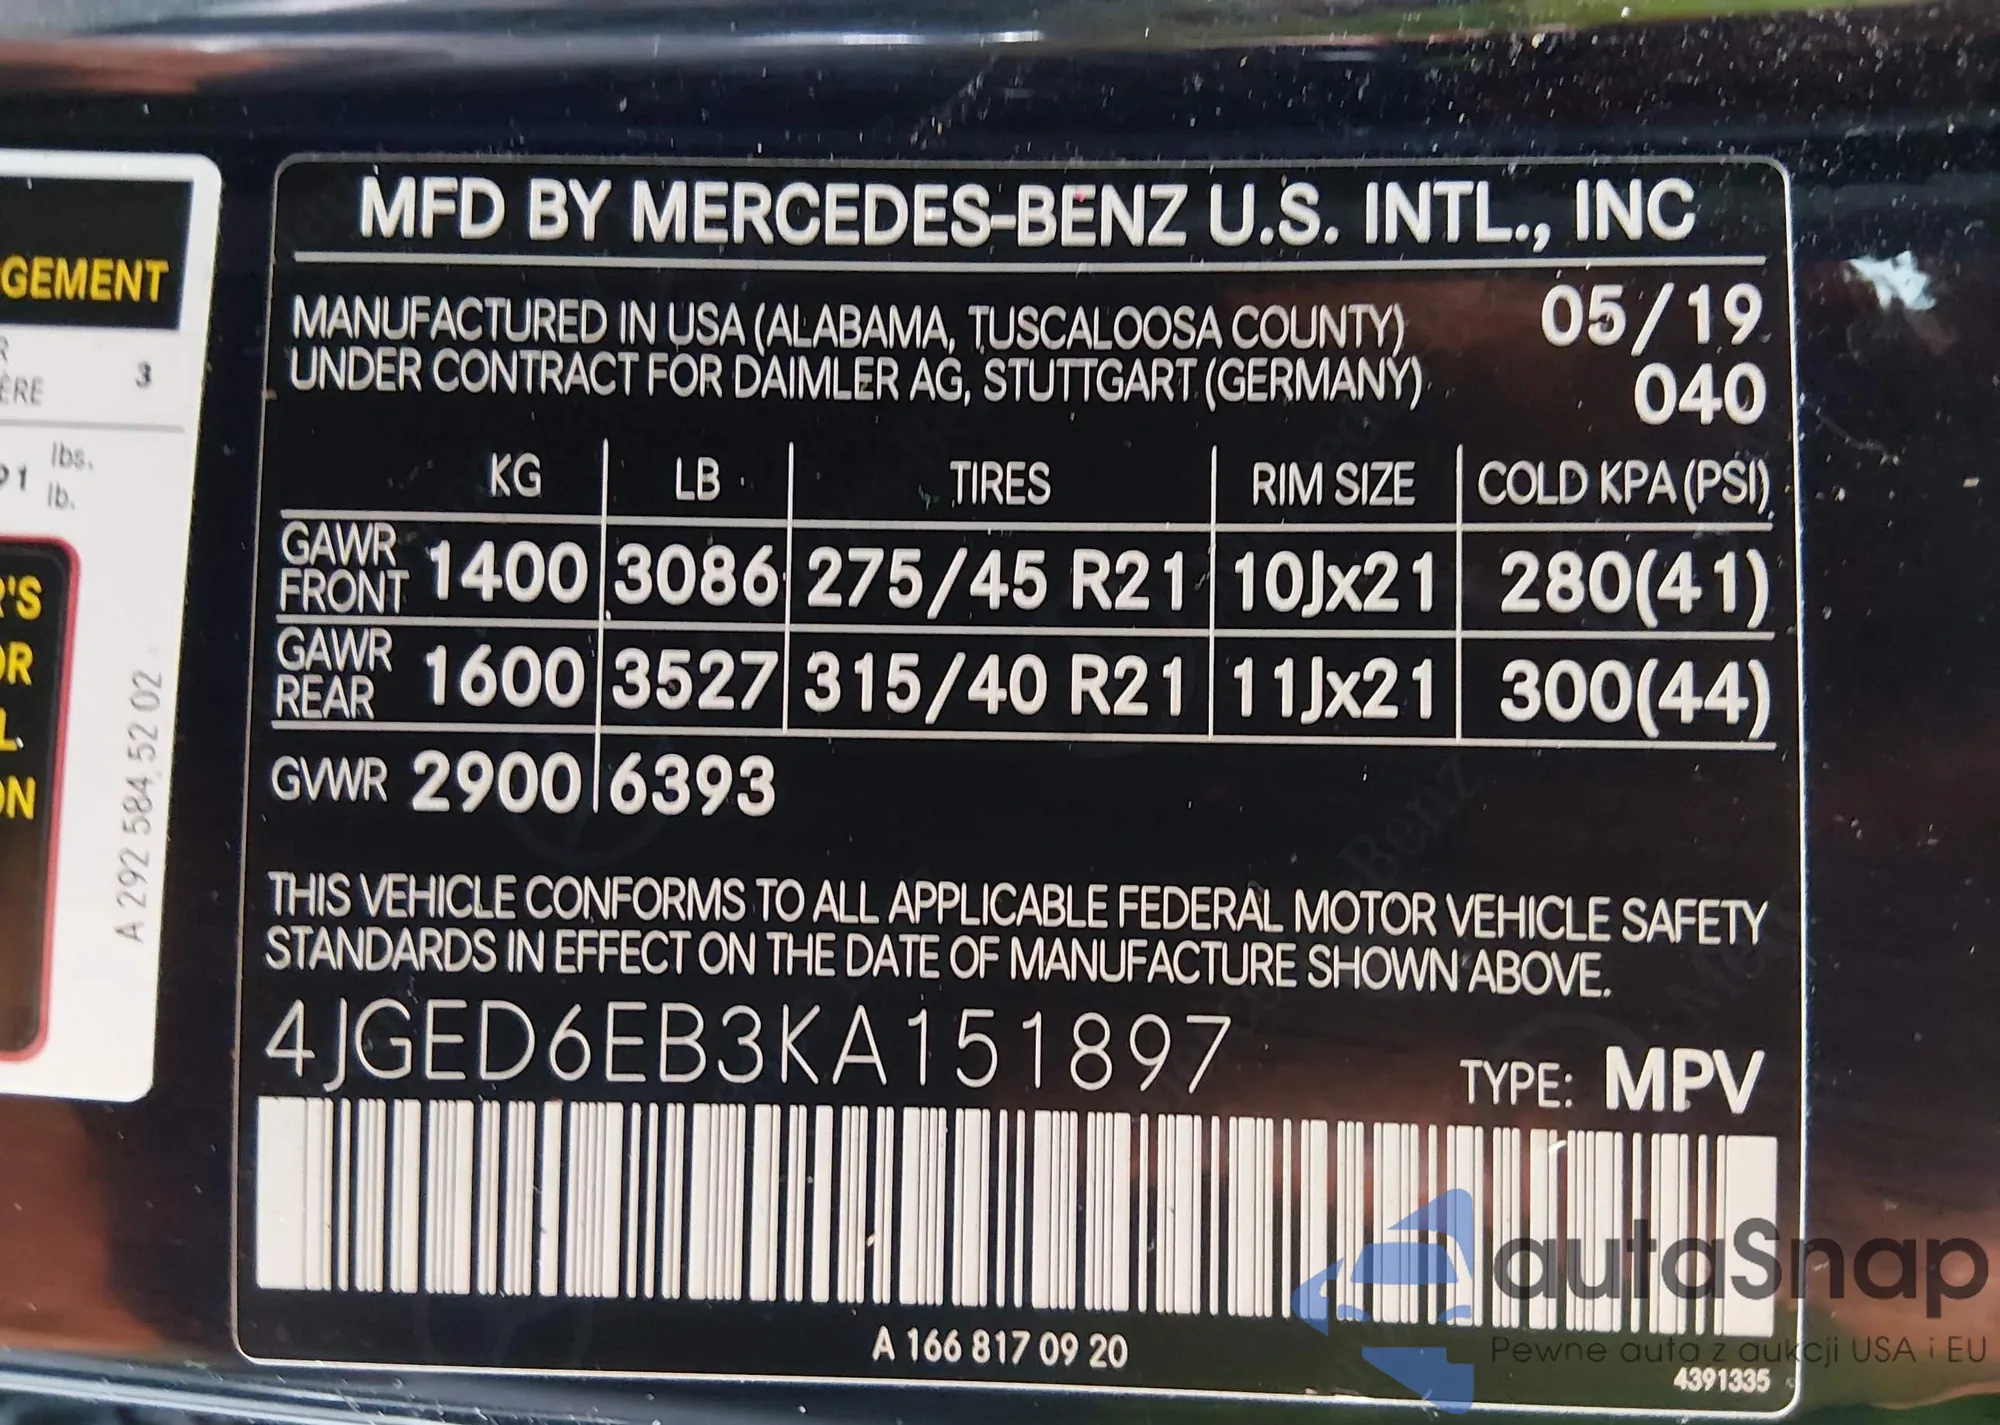 GEMENT
3
ÈRE
lbs.
lb.
'S
OR
L
ON
A 292 584 52 02
MFD BY MERCEDES-BENZ U.S. INTL., INC
MANUFACTURED IN USA (ALABAMA, TUSCALOOSA COUNTY)
UNDER CONTRACT FOR DAIMLER AG, STUTTGART (GERMANY)
05/19
040
KG LB TIRES RIM SIZE COLD KPA (PSI)
GAWR FRONT 1400 3086 275/45 R21 10Jx21 280(41)
GAWR REAR 1600 3527 315/40 R21 11Jx21 300(44)
GVWR 2900 6393
THIS VEHICLE CONFORMS TO ALL APPLICABLE FEDERAL MOTOR VEHICLE SAFETY
STANDARDS IN EFFECT ON THE DATE OF MANUFACTURE SHOWN ABOVE.
4JGED6EB3KA151897
TYPE: MPV
A 166 817 09 20
4391335
autaSnap
Pewne auta z aukcji USA i EU